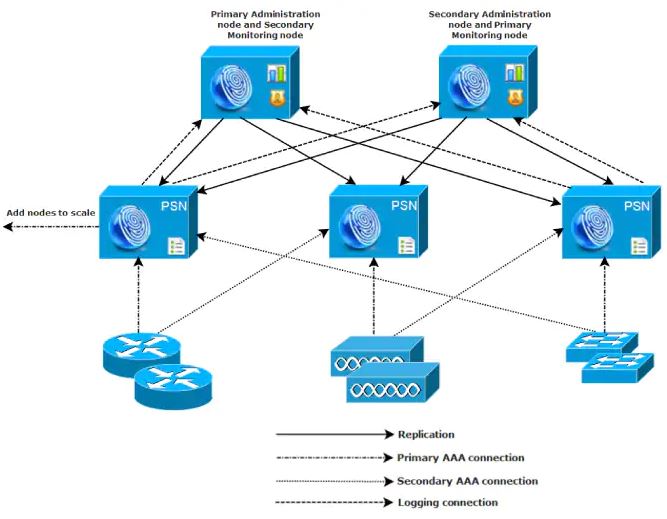 Primary Administration
node and Secondary
Monitoring node
Secondary Administration
node and Primary
Monitoring node
PSN
PSN
PSN
Add nodes to scale
Replication
Primary AAA connection
Secondary AAA connection
Logging connection